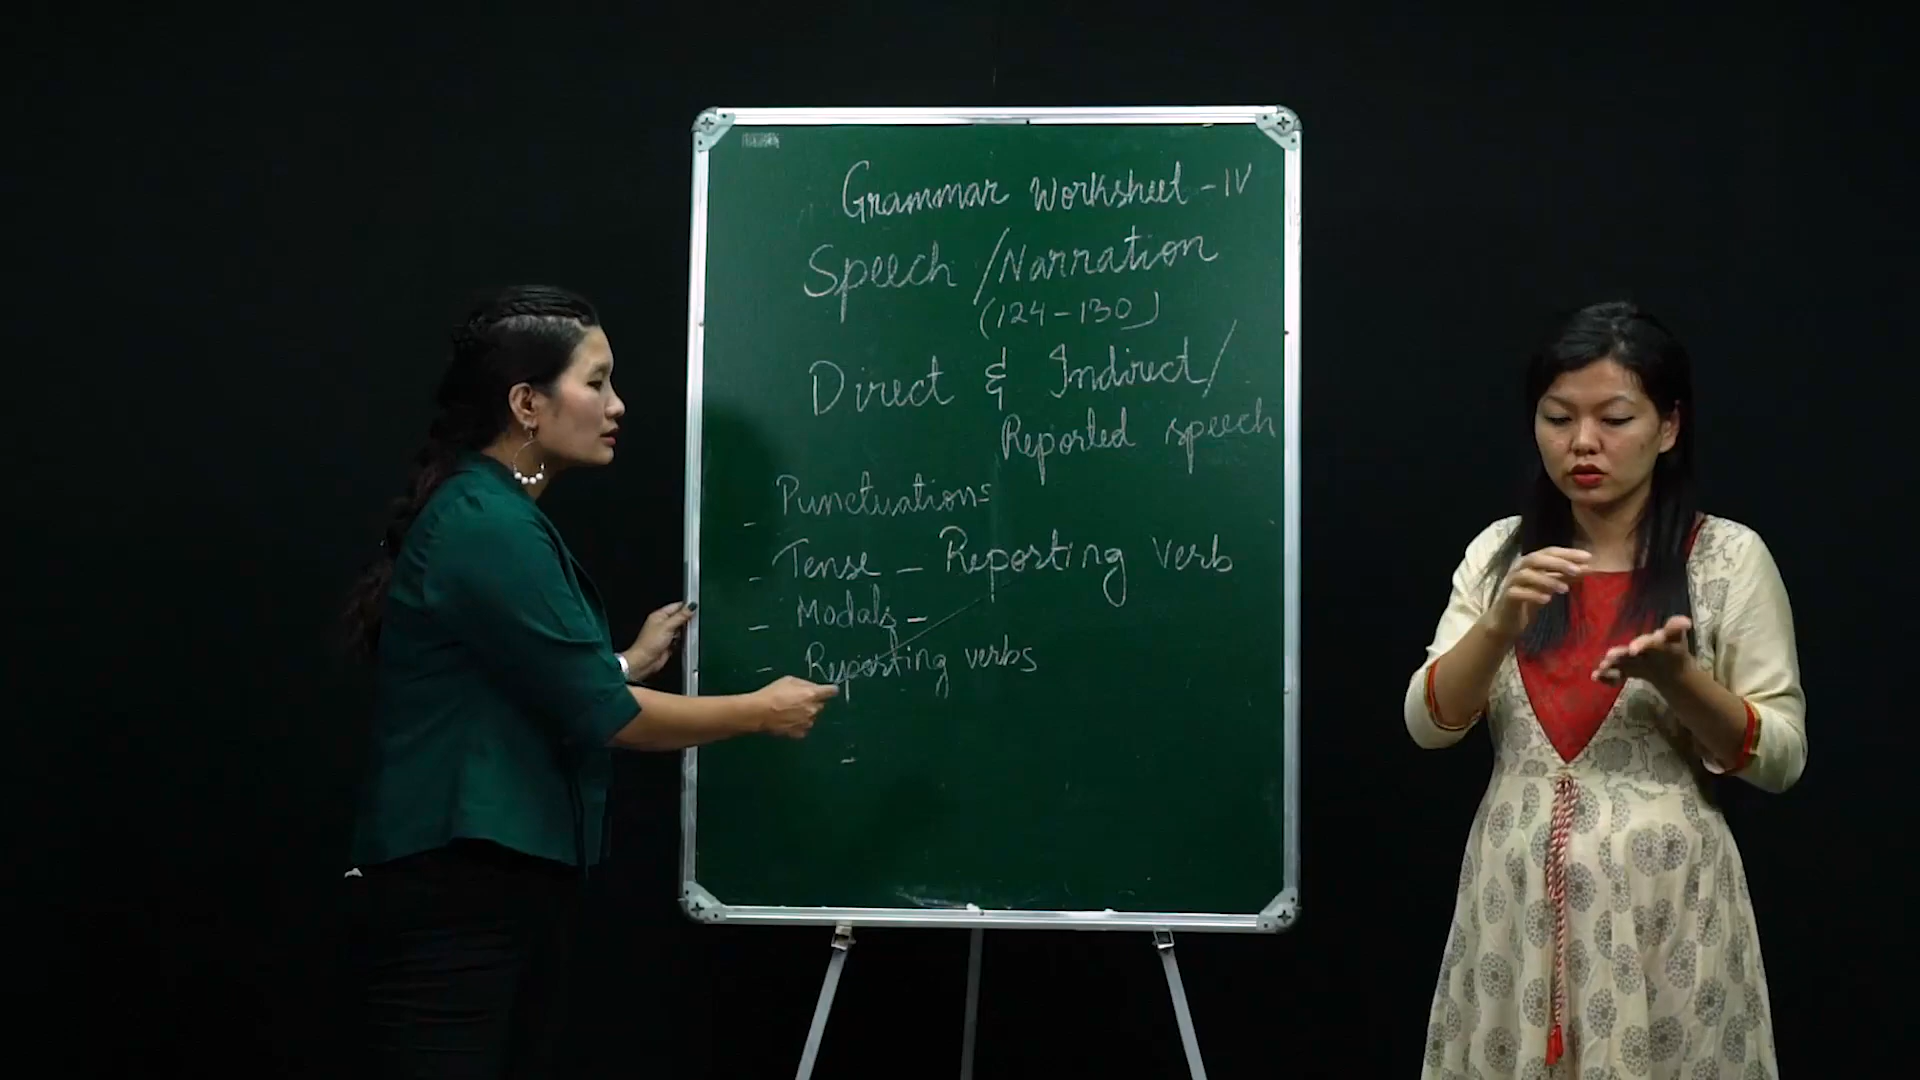 Grammar Worksheet - IV
Speech / Narration
(124 - 130)
Direct & Indirect /
Reported speech
- Punctuations
- Tense - Reporting verb
- Modals -
- Reporting verbs
-